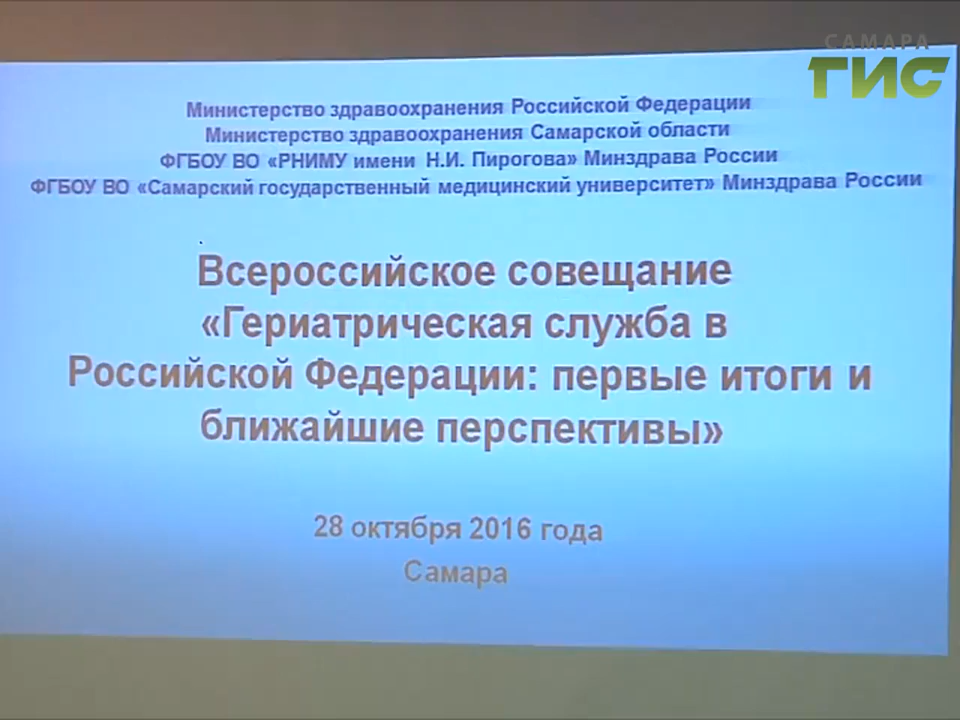 САМАРА
ГИС
Министерство здравоохранения Российской Федерации
Министерство здравоохранения Самарской области
ФГБОУ ВО «РНИМУ имени Н.И. Пирогова» Минздрава России
ФГБОУ ВО «Самарский государственный медицинский университет» Минздрава России
Всероссийское совещание
«Гериатрическая служба в
Российской Федерации: первые итоги и
ближайшие перспективы»
28 октября 2016 года
Самара